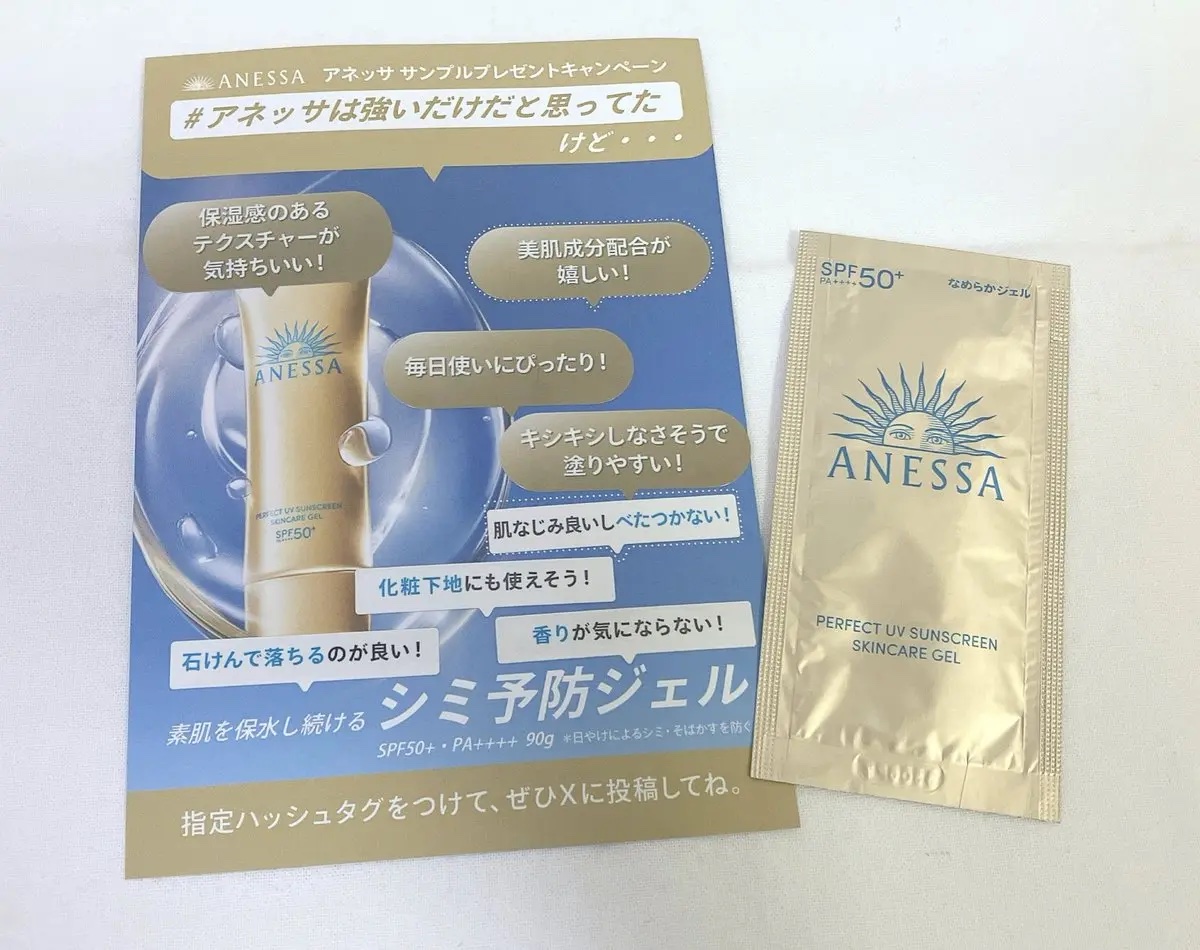 ANESSA アネッサ サンプルプレゼントキャンペーン
#アネッサは強いだけだと思ってた
けど・・・
保湿感のある
テクスチャーが
気持ちいい!
美肌成分配合が
嬉しい!
毎日使いにぴったり!
キシキシしなさそうで
塗りやすい!
肌なじみ良いしべたつかない!
化粧下地にも使えそう!
香りが気にならない!
石けんで落ちるのが良い!
ANESSA
PERFECT UV SUNSCREEN
SKINCARE GEL
SPF50+
PA++++
素肌を保水し続ける シミ予防ジェル
SPF50+・PA++++ 90g *日やけによるシミ・そばかすを防ぐ
指定ハッシュタグをつけて、ぜひXに投稿してね。
SPF50+
PA++++
なめらかジェル
ANESSA
PERFECT UV SUNSCREEN
SKINCARE GEL